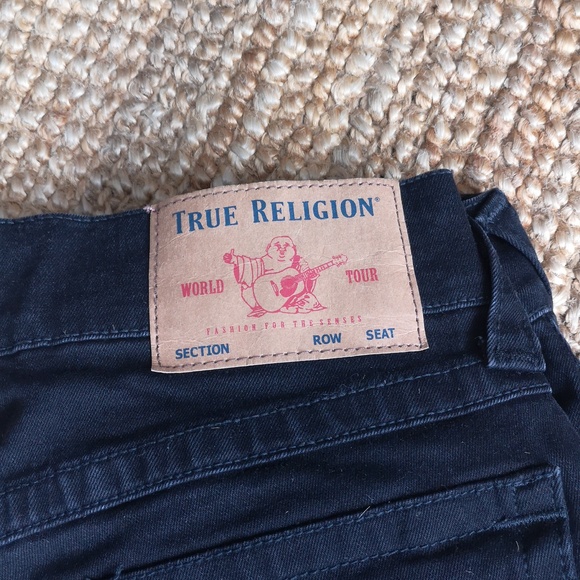 TRUE RELIGION®
WORLD TOUR
FASHION FOR THE SENSES
SECTION ROW SEAT